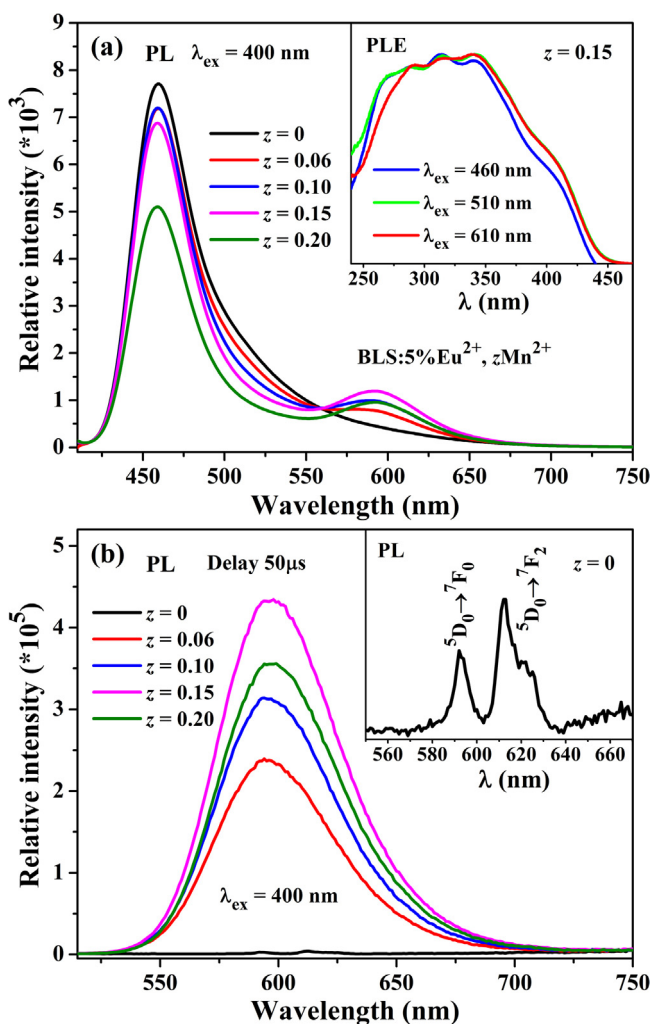 (a) PL λex = 400 nm
z = 0
z = 0.06
z = 0.10
z = 0.15
z = 0.20
BLS:5%Eu²⁺, zMn²⁺
Relative intensity (*10³)
9
8
7
6
5
4
3
2
1
0
450 500 550 600 650 700 750
Wavelength (nm)
PLE z = 0.15
λex = 460 nm
λex = 510 nm
λex = 610 nm
250 300 350 400 450
λ (nm)
(b) PL Delay 50μs
z = 0
z = 0.06
z = 0.10
z = 0.15
z = 0.20
λex = 400 nm
Relative intensity (*10⁵)
5
4
3
2
1
0
550 600 650 700 750
Wavelength (nm)
PL z = 0
⁵D₀→⁷F₀
⁵D₀→⁷F₂
560 580 600 620 640 660
λ (nm)